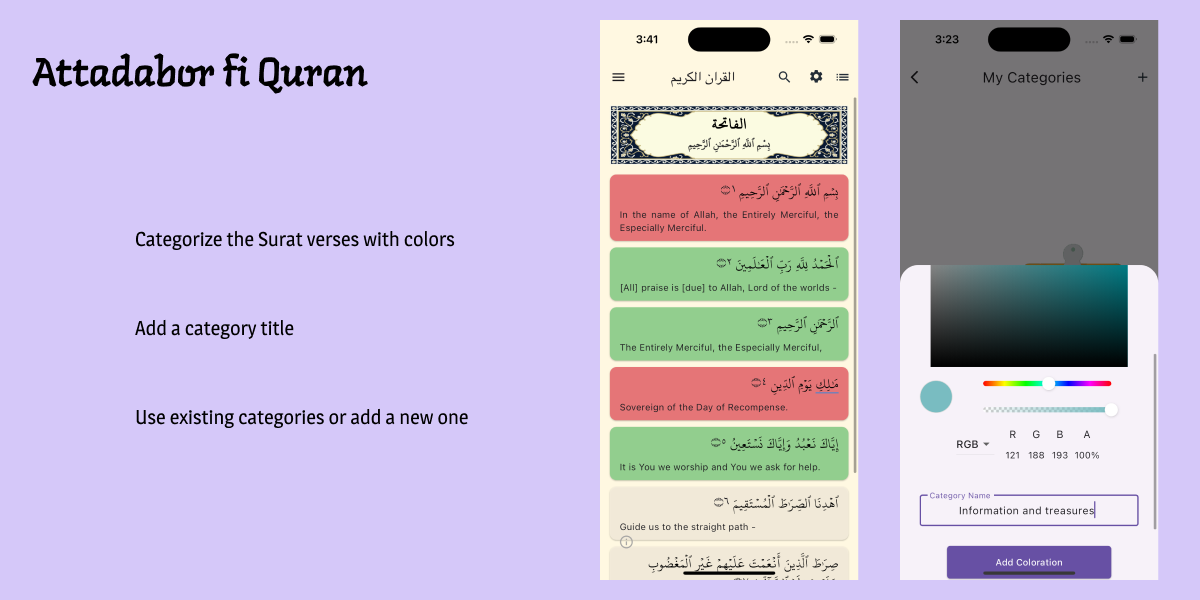 Attadabor fi Quran
Categorize the Surat verses with colors
Add a category title
Use existing categories or add a new one
3:41
القران الكريم
الفاتحة
بِسْمِ ٱللَّهِ ٱلرَّحْمَٰنِ ٱلرَّحِيمِ
بِسْمِ ٱللَّهِ ٱلرَّحْمَٰنِ ٱلرَّحِيمِ ١
In the name of Allah, the Entirely Merciful, the
Especially Merciful.
ٱلْحَمْدُ لِلَّهِ رَبِّ ٱلْعَٰلَمِينَ ٢
[All] praise is [due] to Allah, Lord of the worlds -
ٱلرَّحْمَٰنِ ٱلرَّحِيمِ ٣
The Entirely Merciful, the Especially Merciful,
مَٰلِكِ يَوْمِ ٱلدِّينِ ٤
Sovereign of the Day of Recompense.
إِيَّاكَ نَعْبُدُ وَإِيَّاكَ نَسْتَعِينُ ٥
It is You we worship and You we ask for help.
ٱهْدِنَا ٱلصِّرَٰطَ ٱلْمُسْتَقِيمَ ٦
Guide us to the straight path -
صِرَٰطَ ٱلَّذِينَ أَنْعَمْتَ عَلَيْهِمْ غَيْرِ ٱلْمَغْضُوبِ
3:23
My Categories
RGB
R G B A
121 188 193 100%
Category Name
Information and treasures
Add Coloration